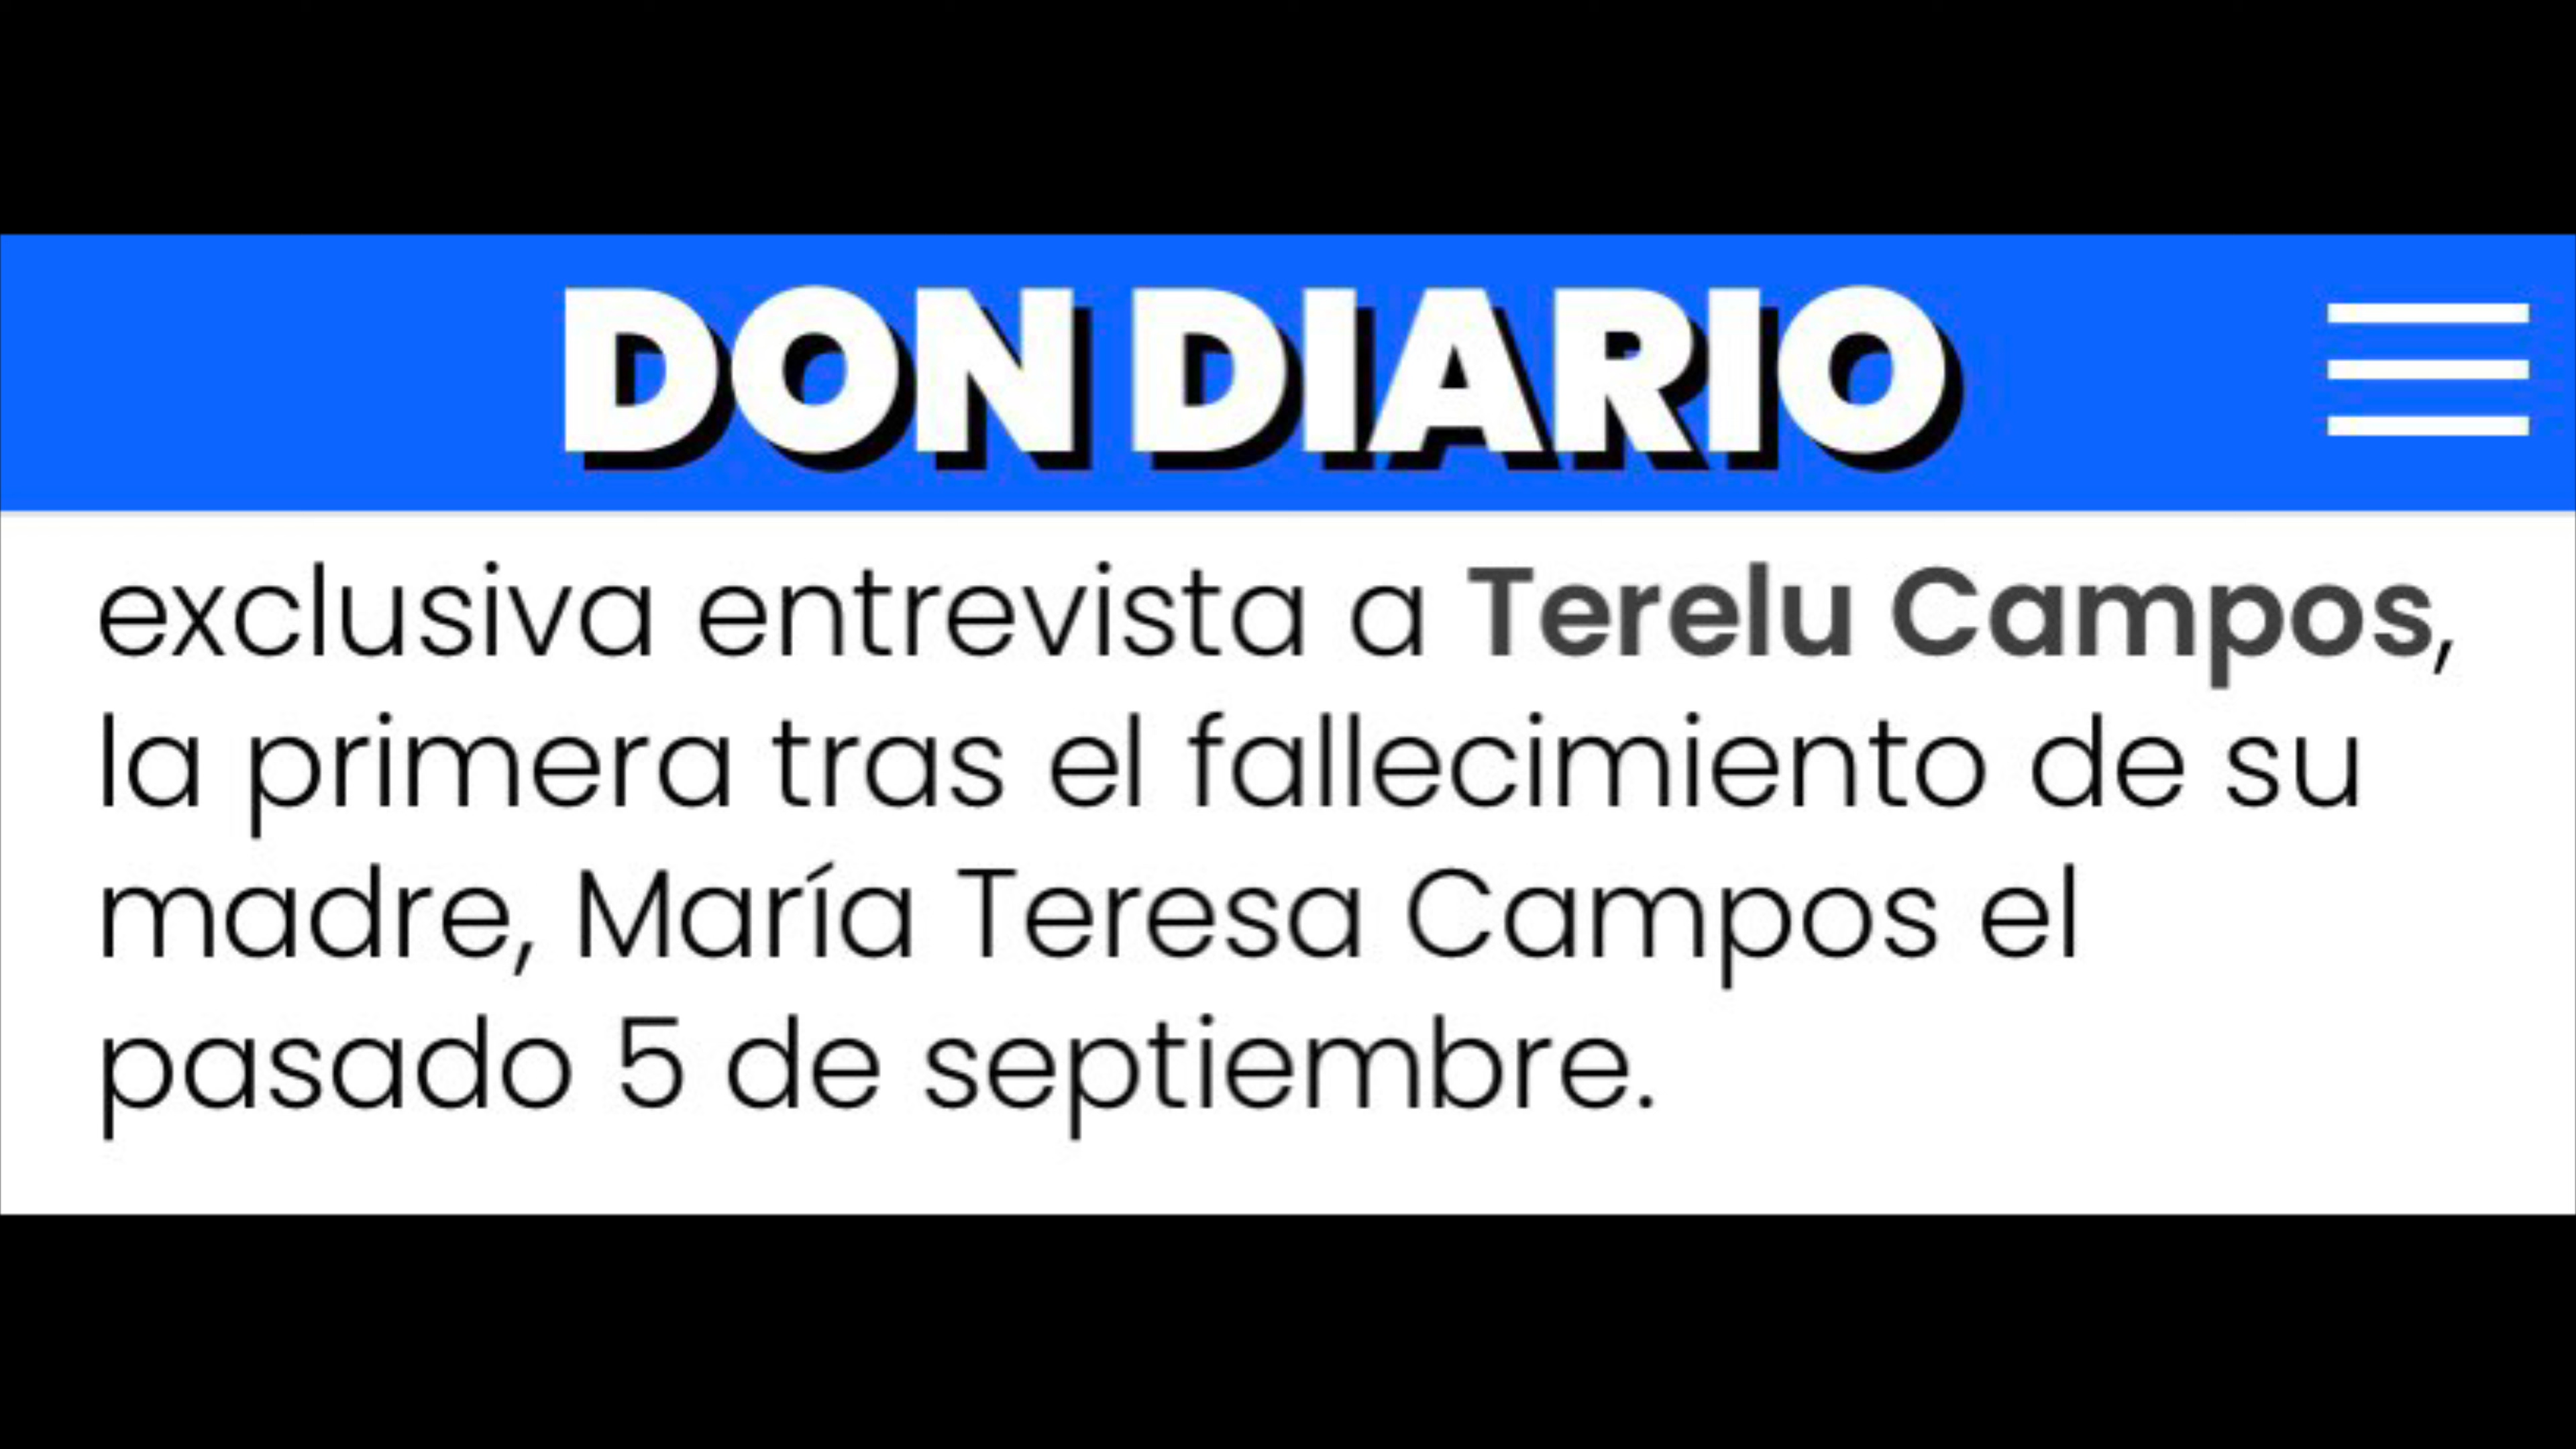 DON DIARIO
exclusiva entrevista a Terelu Campos,
la primera tras el fallecimiento de su
madre, María Teresa Campos el
pasado 5 de septiembre.